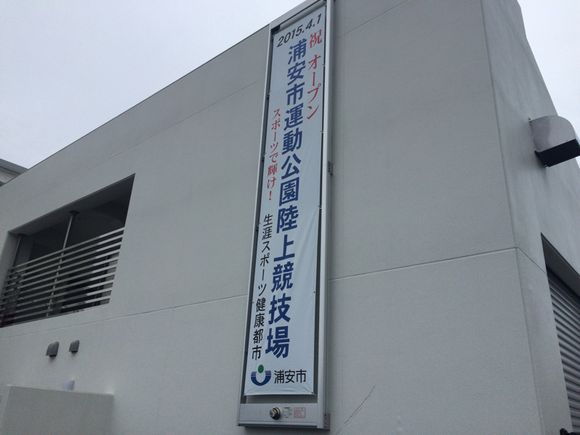 2015.4.1
祝 オープン
浦安市運動公園陸上競技場
スポーツで輝け！
生涯スポーツ健康都市
浦安市